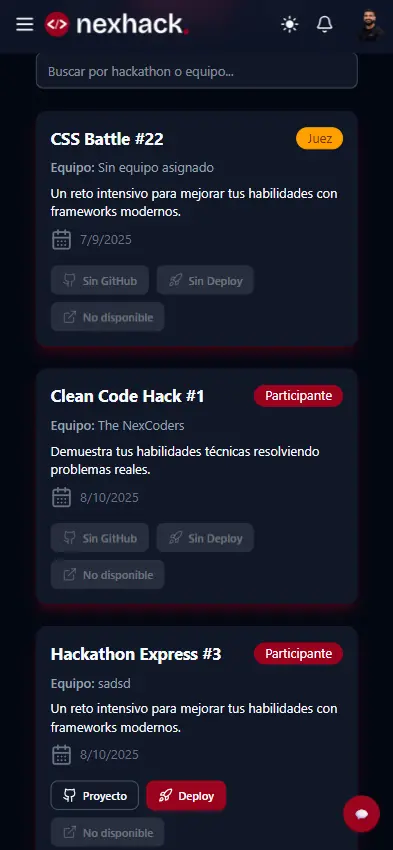 nexhack.
Buscar por hackathon o equipo...
CSS Battle #22
Juez
Equipo: Sin equipo asignado
Un reto intensivo para mejorar tus habilidades con
frameworks modernos.
7/9/2025
Sin GitHub
Sin Deploy
No disponible
Clean Code Hack #1
Participante
Equipo: The NexCoders
Demuestra tus habilidades técnicas resolviendo
problemas reales.
8/10/2025
Sin GitHub
Sin Deploy
No disponible
Hackathon Express #3
Participante
Equipo: sadsd
Un reto intensivo para mejorar tus habilidades con
frameworks modernos.
8/10/2025
Proyecto
Deploy
No disponible